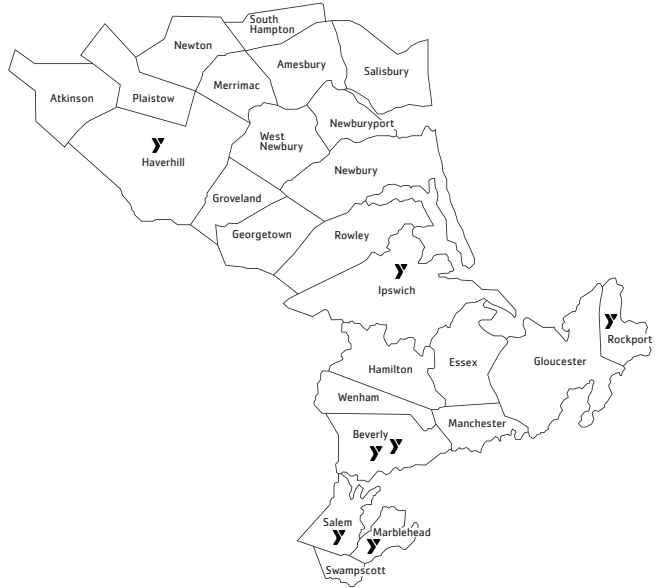 South
Hampton
Newton
Amesbury
Salisbury
Merrimac
Atkinson
Plaistow
Newburyport
West
Newbury
Haverhill
Newbury
Groveland
Georgetown
Rowley
Ipswich
Rockport
Essex
Gloucester
Hamilton
Wenham
Manchester
Beverly
Salem
Marblehead
Swampscott